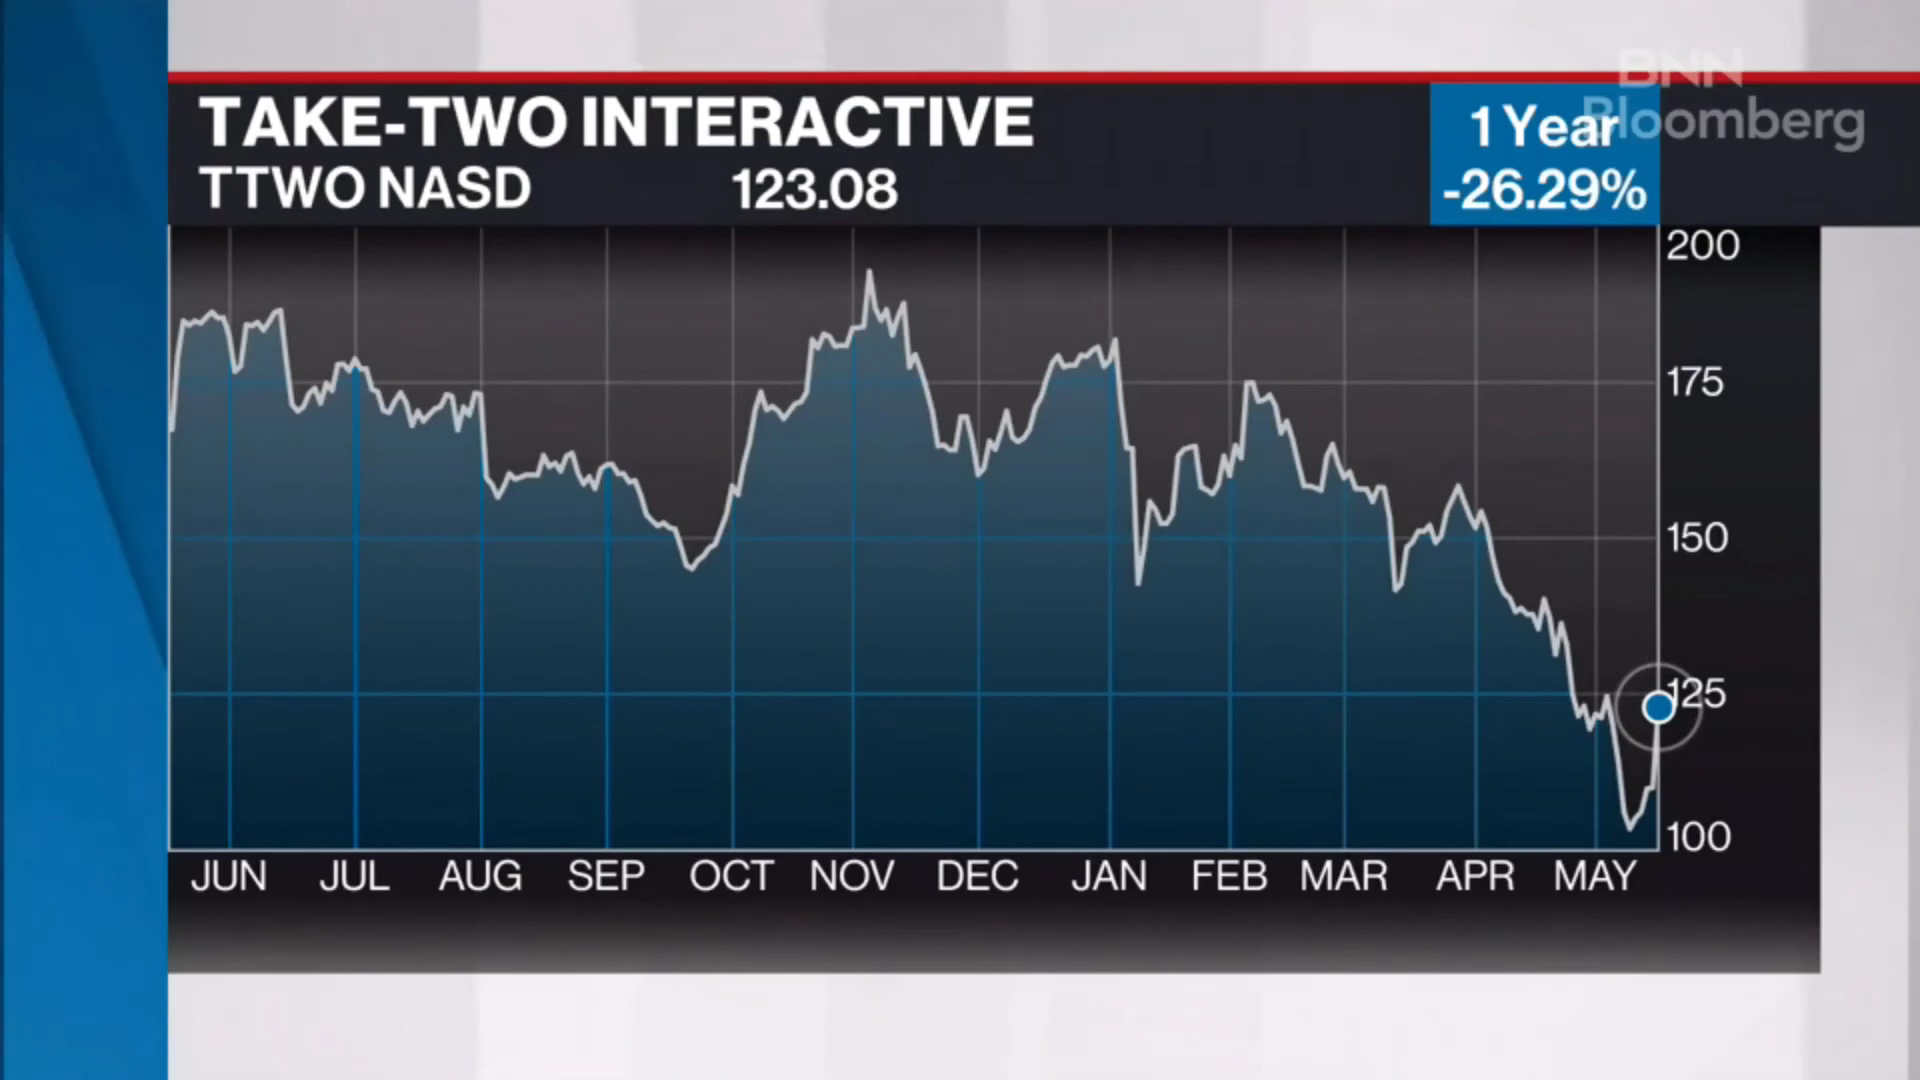 BNN
Bloomberg
TAKE-TWO INTERACTIVE
TTWO NASD 123.08
1 Year
-26.29%
200
175
150
125
100
JUN JUL AUG SEP OCT NOV DEC JAN FEB MAR APR MAY